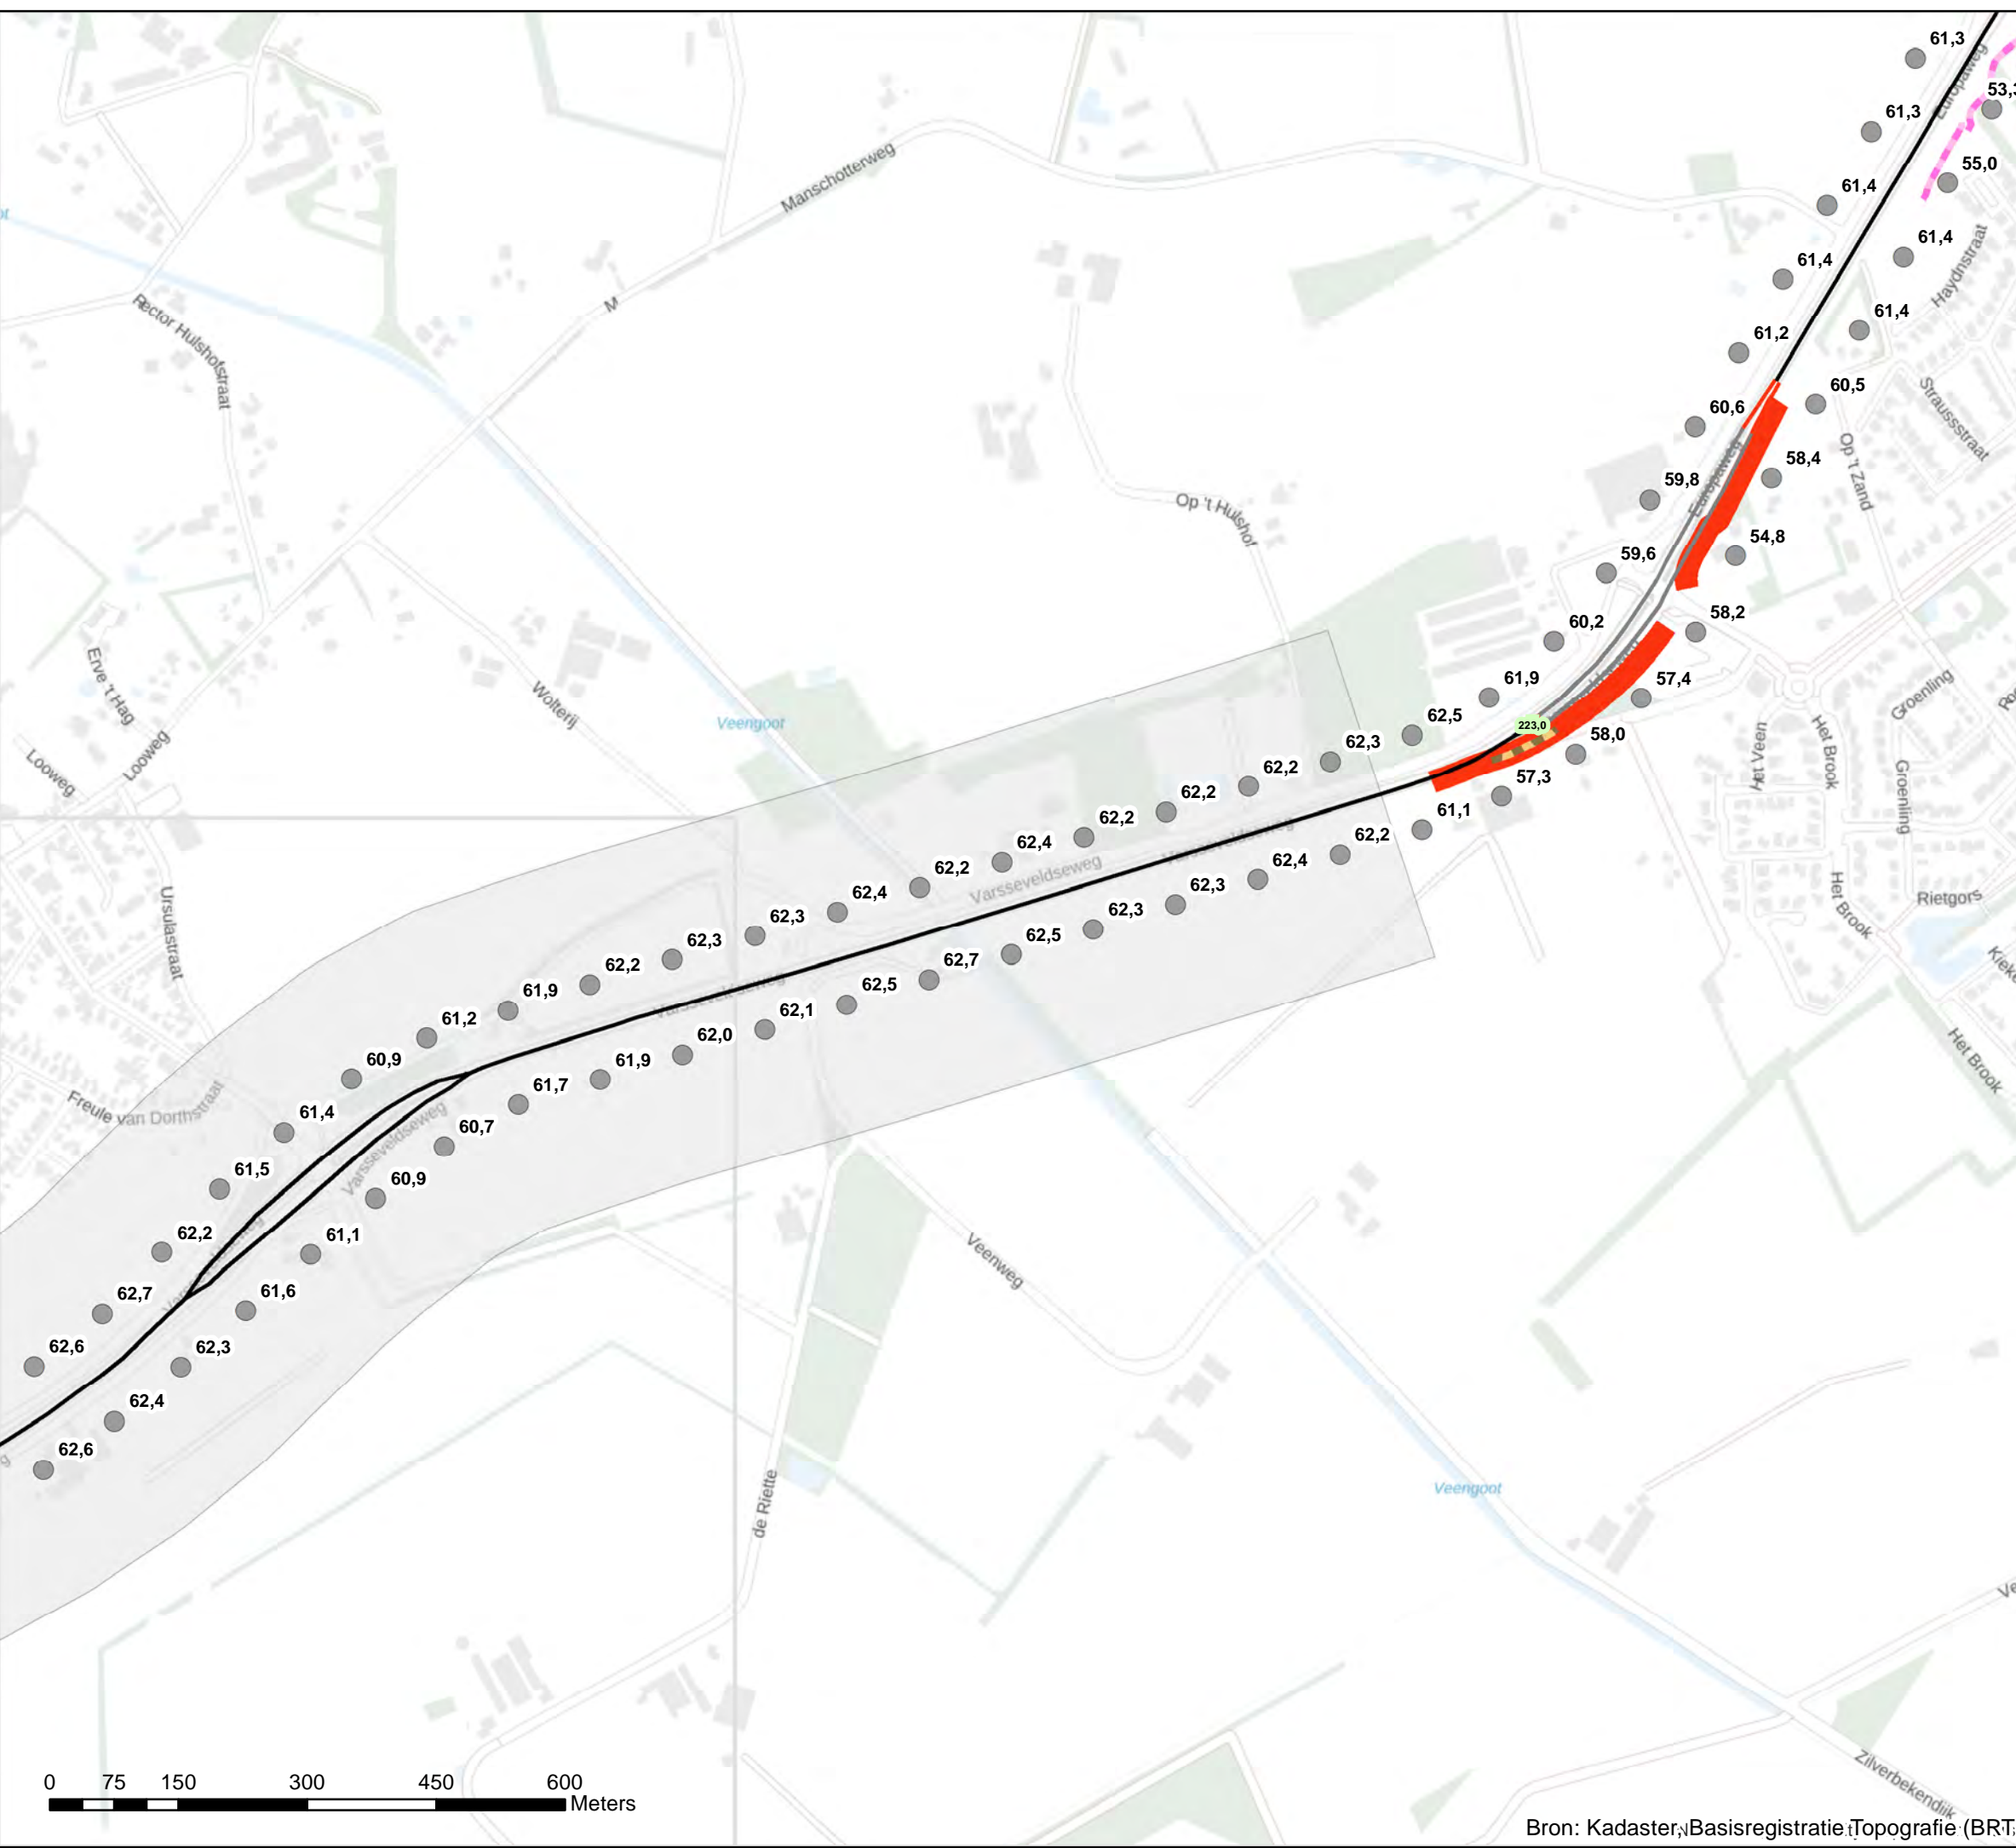 61,3
Europaweg
53,3
61,3
Manschotterweg
55,0
61,4
61,4
Haydnstraat
61,4
M
Rector Hulshofstraat
61,4
61,2
60,5
Straussstraat
60,6
Op 't Zand
58,4
59,8
Europaweg
Op 't Hulshof
54,8
59,6
58,2
60,2
Erve 't Hag
Wolterij
61,9
57,4
Groenling
Veengoot
62,5
223,0
58,0
Looweg
Looweg
62,3
Het Veen
Het Brook
62,2
57,3
Groenling
62,2
61,1
62,2
Varsseveldseweg
62,2
62,4
62,4
Varsseveldseweg
62,2
62,3
Het Brook
Rietgors
62,4
62,3
Ursulastraat
62,3
62,5
62,3
62,7
62,2
Varsseveldseweg
62,5
61,9
62,1
61,2
62,0
Het Brook
60,9
61,9
61,7
Freule van Dorthstraat
61,4
Varsseveldseweg
60,7
61,5
60,9
62,2
61,1
Veenweg
61,6
62,7
62,3
62,6
62,4
62,6
de Riette
Veengoot
Zilverbekendijk
0 75 150 300 450 600
Meters
Bron: Kadaster, Basisregistratie Topografie (BRT